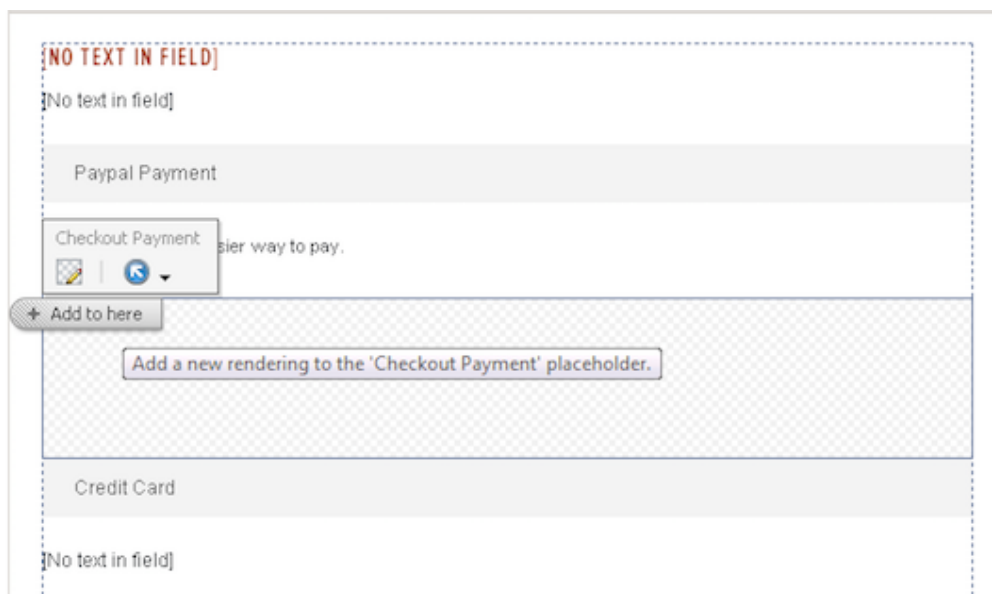 [NO TEXT IN FIELD]
[No text in field]
Paypal Payment
Checkout Payment
way to pay.
+ Add to here
Add a new rendering to the 'Checkout Payment' placeholder.
Credit Card
[No text in field]